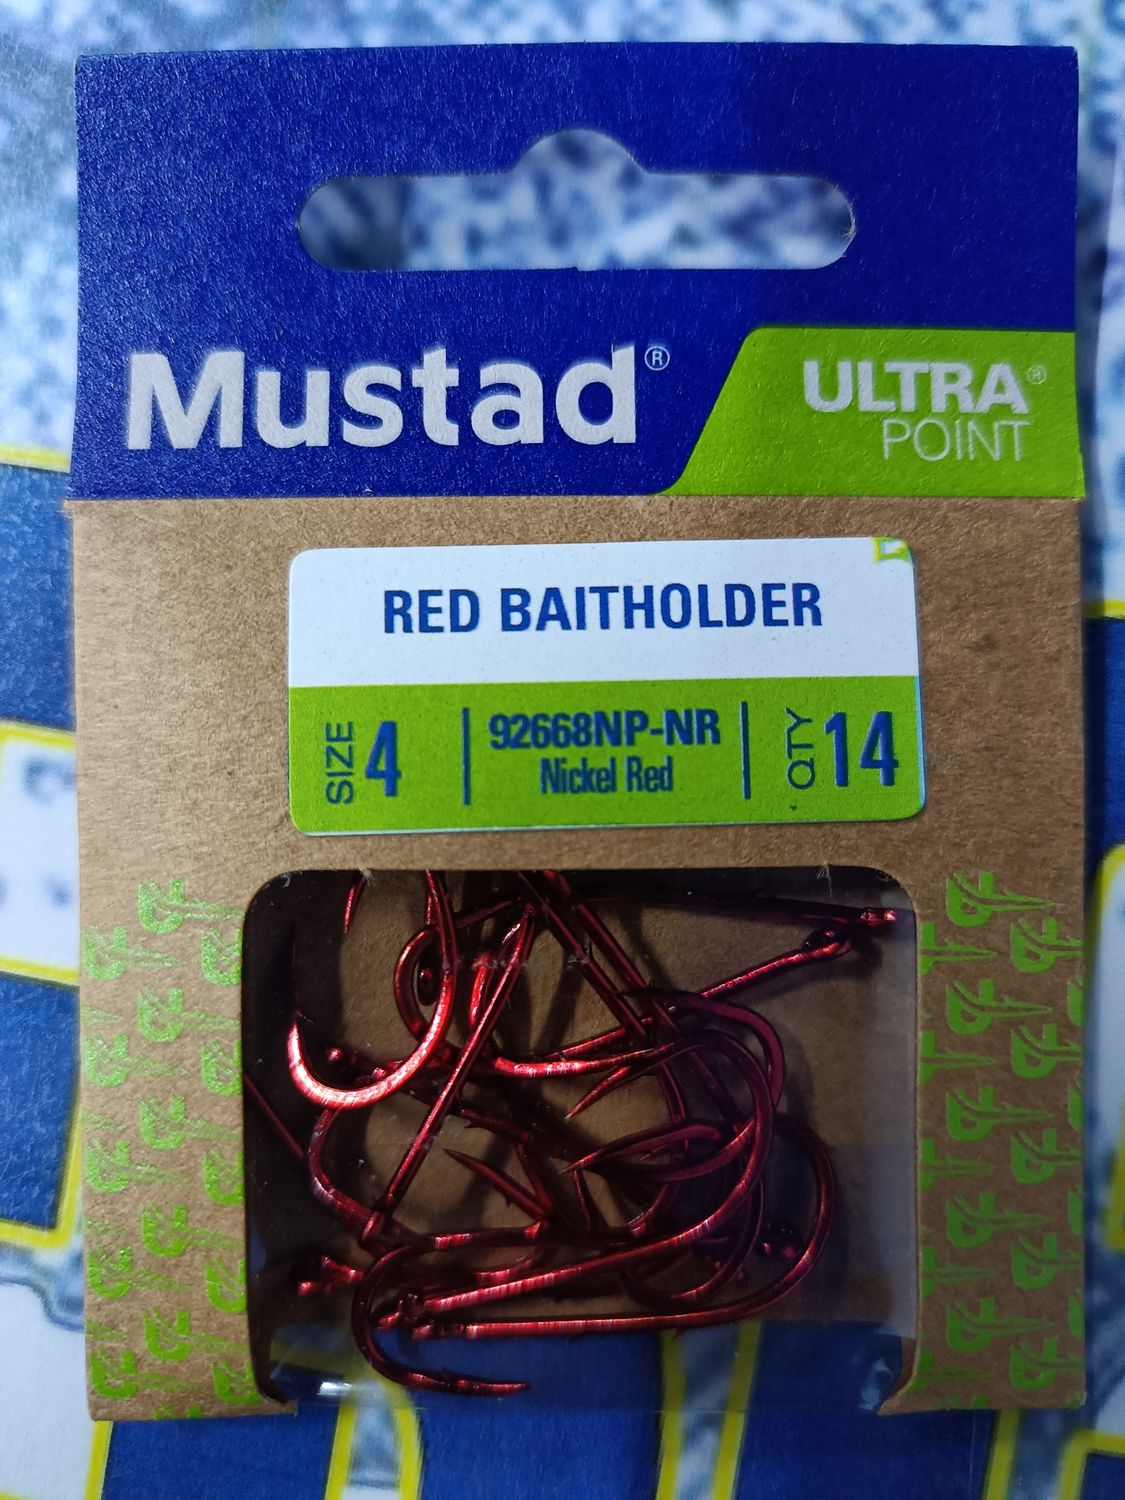 Mustad®
ULTRA®
POINT
RED BAITHOLDER
SIZE 4
92668NP-NR
Nickel Red
QTY 14